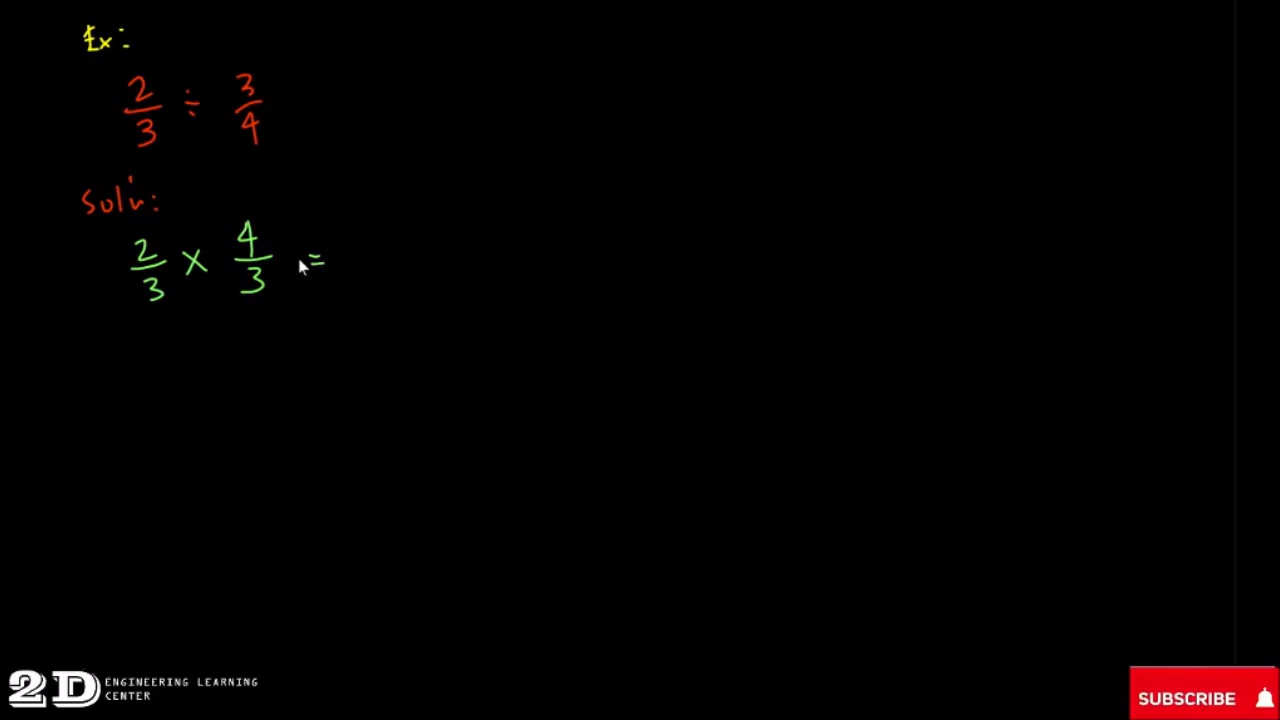 Ex:
2/3 ÷ 3/4
Sol'n:
2/3 × 4/3 =
2D ENGINEERING LEARNING CENTER
SUBSCRIBE